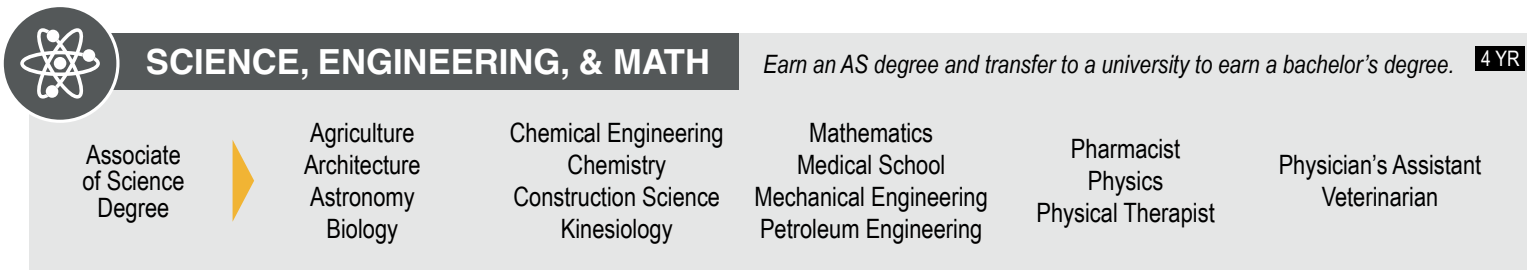 SCIENCE, ENGINEERING, & MATH
Earn an AS degree and transfer to a university to earn a bachelor’s degree.
4 YR
Associate
of Science
Degree
Agriculture
Architecture
Astronomy
Biology
Chemical Engineering
Chemistry
Construction Science
Kinesiology
Mathematics
Medical School
Mechanical Engineering
Petroleum Engineering
Pharmacist
Physics
Physical Therapist
Physician’s Assistant
Veterinarian